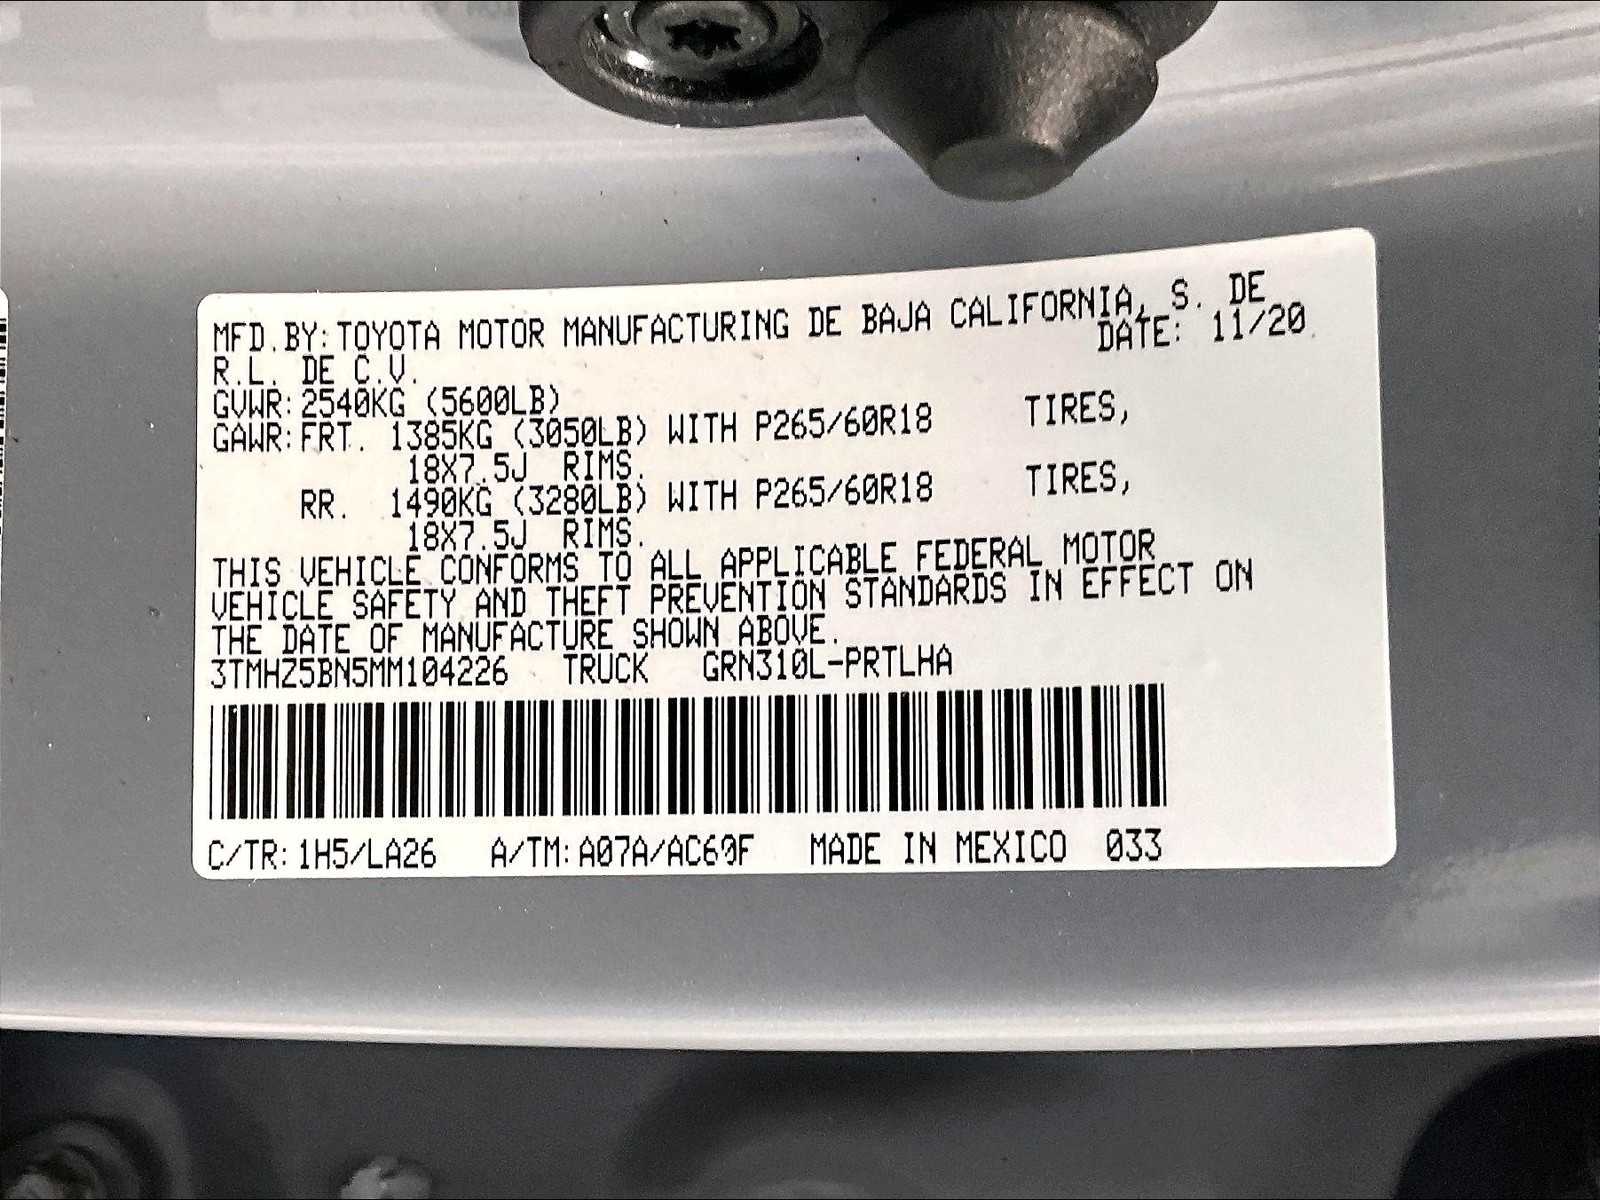 MFD.BY: TOYOTA MOTOR MANUFACTURING DE BAJA CALIFORNIA, S. DE
R.L. DE C.V. DATE: 11/20
GVWR: 2540KG (5600LB)
GAWR: FRT. 1385KG (3050LB) WITH P265/60R18 TIRES,
18X7.5J RIMS.
RR. 1490KG (3280LB) WITH P265/60R18 TIRES,
18X7.5J RIMS.
THIS VEHICLE CONFORMS TO ALL APPLICABLE FEDERAL MOTOR
VEHICLE SAFETY AND THEFT PREVENTION STANDARDS IN EFFECT ON
THE DATE OF MANUFACTURE SHOWN ABOVE.
3TMHZ5BN5MM104226 TRUCK GRN310L-PRTLHA
C/TR: 1H5/LA26 A/TM: A07A/AC60F MADE IN MEXICO 033